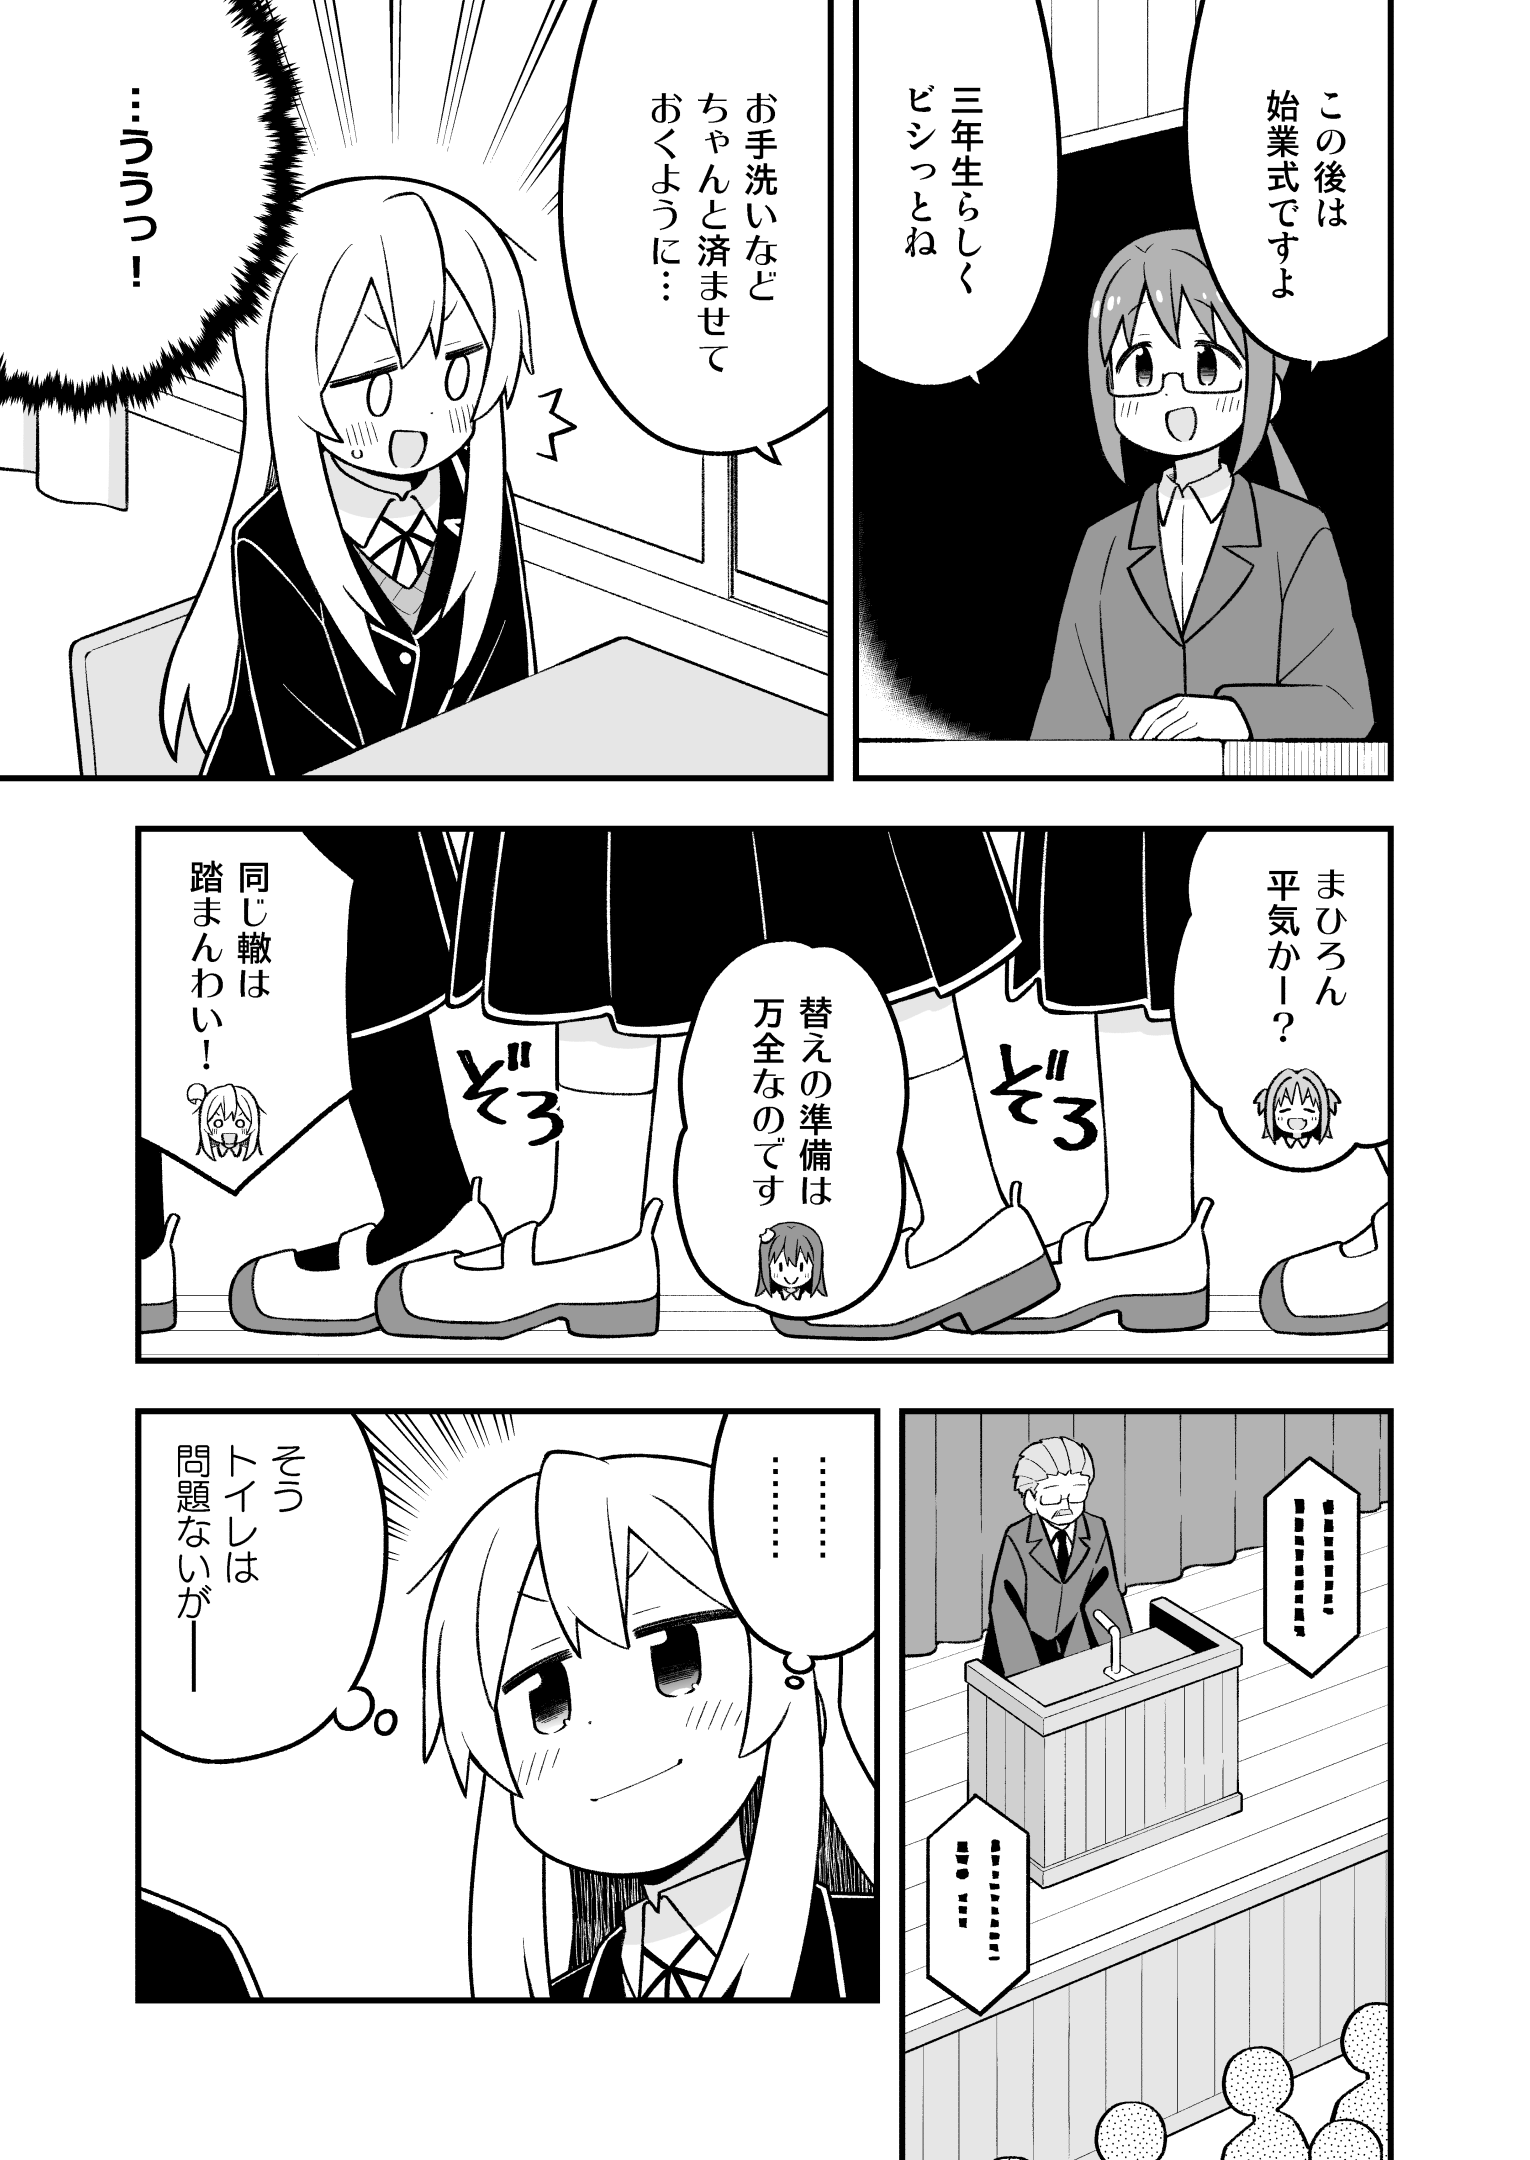 この後は
始業式ですよ
三年生らしく
ビシっとね
お手洗いなど
ちゃんと済ませて
おくように…
…ううっ！
まひろん
平気かー？
ぞろ
替えの準備は
万全なのです
ぞろ
同じ轍は
踏まんわい！
………
………
そう
トイレは
問題ないが──